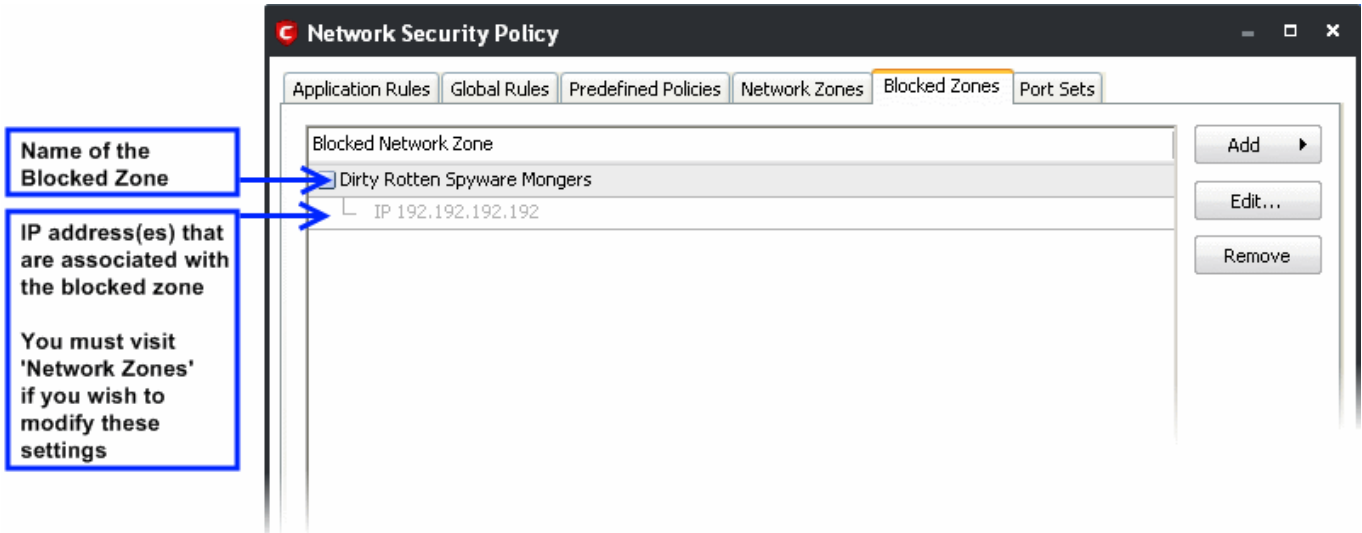 Network Security Policy
Application Rules Global Rules Predefined Policies Network Zones Blocked Zones Port Sets
Name of the
Blocked Zone
IP address(es) that
are associated with
the blocked zone
You must visit
'Network Zones'
if you wish to
modify these
settings
Blocked Network Zone
Dirty Rotten Spyware Mongers
IP 192.192.192.192
Add
Edit...
Remove